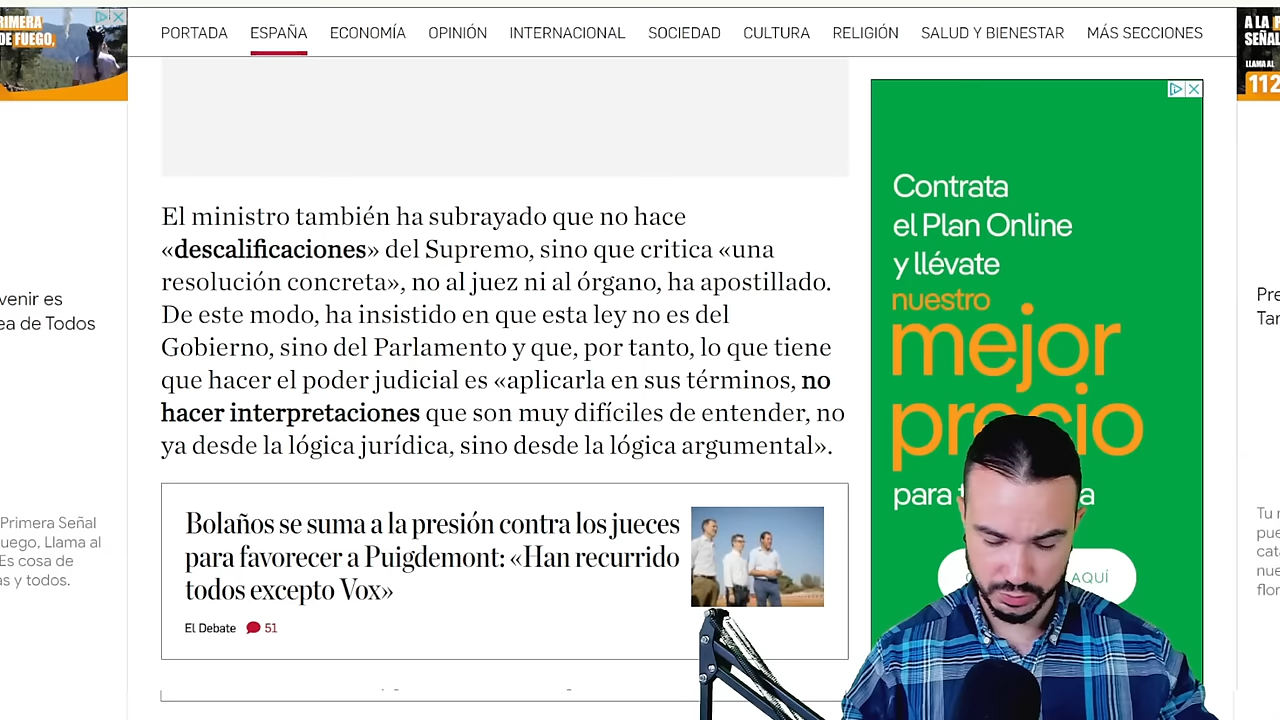 RIMERA
DE FUEGO,
PORTADA ESPAÑA ECONOMÍA OPINIÓN INTERNACIONAL SOCIEDAD CULTURA RELIGIÓN SALUD Y BIENESTAR MÁS SECCIONES
A LA P
SEÑAL
LLAMA AL
112
venir es
ea de Todos
Primera Señal
uego, Llama al
Es cosa de
as y todos.
El ministro también ha subrayado que no hace
«descalificaciones» del Supremo, sino que critica «una
resolución concreta», no al juez ni al órgano, ha apostillado.
De este modo, ha insistido en que esta ley no es del
Gobierno, sino del Parlamento y que, por tanto, lo que tiene
que hacer el poder judicial es «aplicarla en sus términos, no
hacer interpretaciones que son muy difíciles de entender, no
ya desde la lógica jurídica, sino desde la lógica argumental».
Bolaños se suma a la presión contra los jueces
para favorecer a Puigdemont: «Han recurrido
todos excepto Vox»
El Debate 51
Contrata
el Plan Online
y llévate
nuestro
mejor
precio
para
AQUÍ
Pre
Tar
Tu
pue
cat
nue
flor